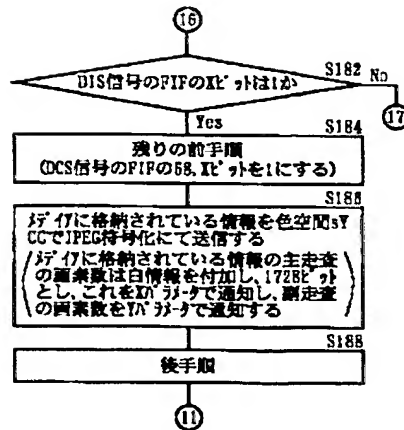 16
S182
DIS信号のFIFのXビットは1か
No
17
Yes
S184
残りの前手順
(DCS信号のFIFの68、Xビットを1にする)
S186
メディアに格納されている情報を色空間sY
CCでJPEG符号化にて送信する
メディアに格納されている情報の主走査
の画素数は白情報を付加し、1728ビット
とし、これをXパラメータで通知し、副走査
の画素数をYパラメータで通知する
S188
後手順
11